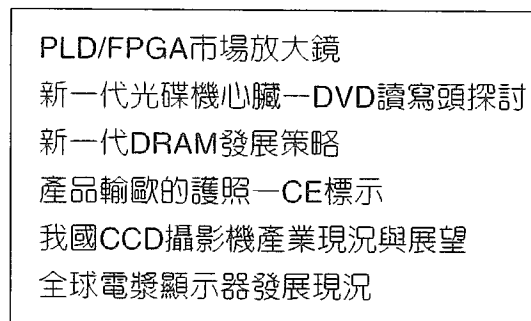 PLD/FPGA市場放大鏡
新一代光碟機心臟—DVD讀寫頭探討
新一代DRAM發展策略
產品輸歐的護照—CE標示
我國CCD攝影機產業現況與展望
全球電漿顯示器發展現況